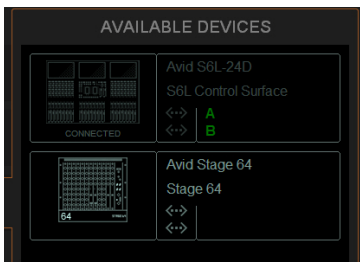 AVAILABLE DEVICES
Avid S6L-24D
S6L Control Surface
A
B
CONNECTED
Avid Stage 64
Stage 64
64